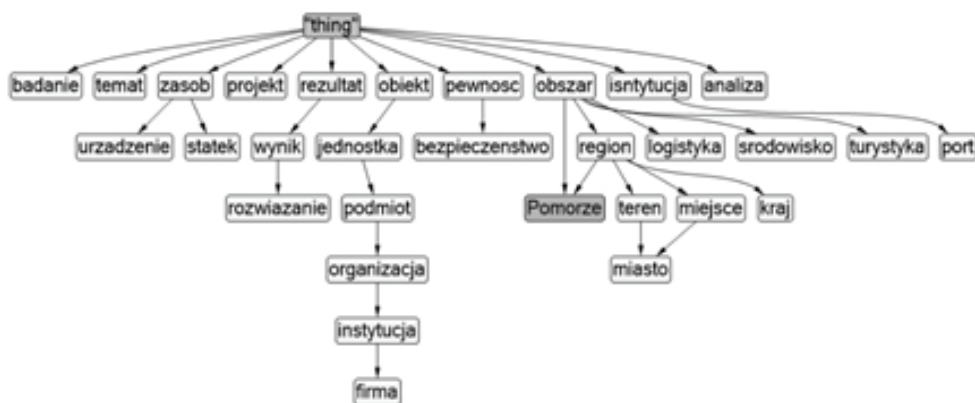 "thing"
badanie temat zasob projekt rezultat obiekt pewnosc obszar isntytucja analiza
urzadzenie statek wynik jednostka bezpieczenstwo region logistyka srodowisko turystyka port
rozwiazanie podmiot Pomorze teren miejsce kraj
organizacja miasto
instytucja
firma